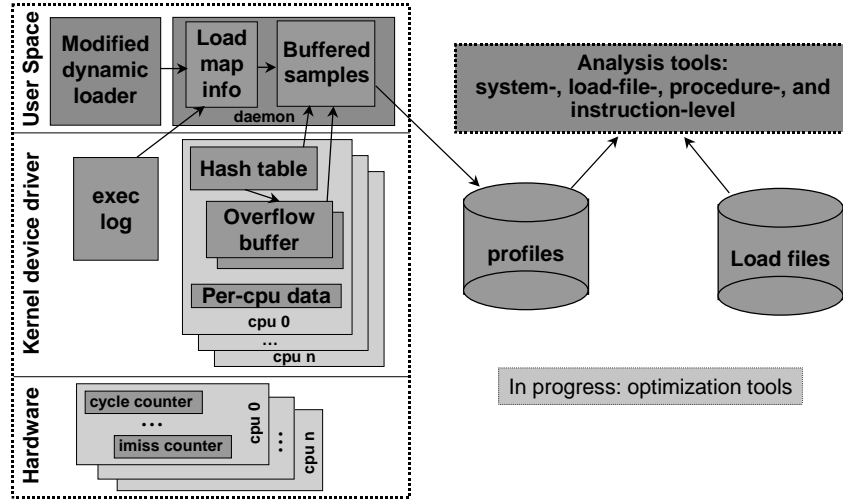 User Space
Modified
dynamic
loader
Load
map
info
Buffered
samples
daemon
Analysis tools:
system-, load-file-, procedure-, and
instruction-level
Kernel device driver
exec
log
Hash table
Overflow
buffer
Per-cpu data
cpu 0
...
cpu n
profiles
Load files
In progress: optimization tools
Hardware
cycle counter
...
imiss counter
cpu 0
...
cpu n